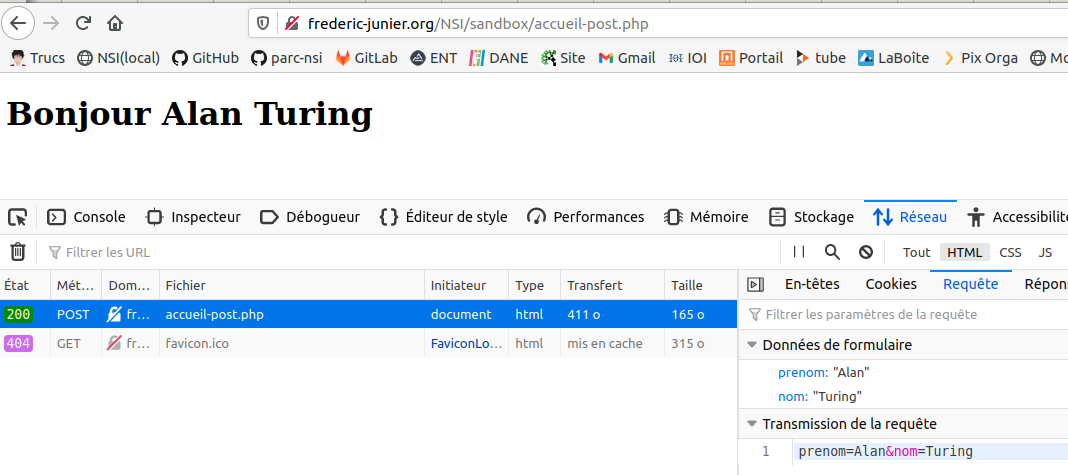 frederic-junier.org/NSI/sandbox/accueil-post.php
Trucs NSI(local) GitHub parc-nsi GitLab ENT DANE Site Gmail IOI IOI Portail tube LaBoîte Pix Orga Mo
Bonjour Alan Turing
Console Inspecteur Débogueur Éditeur de style Performances Mémoire Stockage Réseau Accessibilité
Filtrer les URL Tout HTML CSS JS
État Mét… Dom… Fichier Initiateur Type Transfert Taille En-têtes Cookies Requête Répons
200 POST fr… accueil-post.php document html 411 o 165 o Filtrer les paramètres de la requête
404 GET fr… favicon.ico FaviconLo… html mis en cache 315 o Données de formulaire
prenom: "Alan"
nom: "Turing"
Transmission de la requête
1 prenom=Alan&nom=Turing